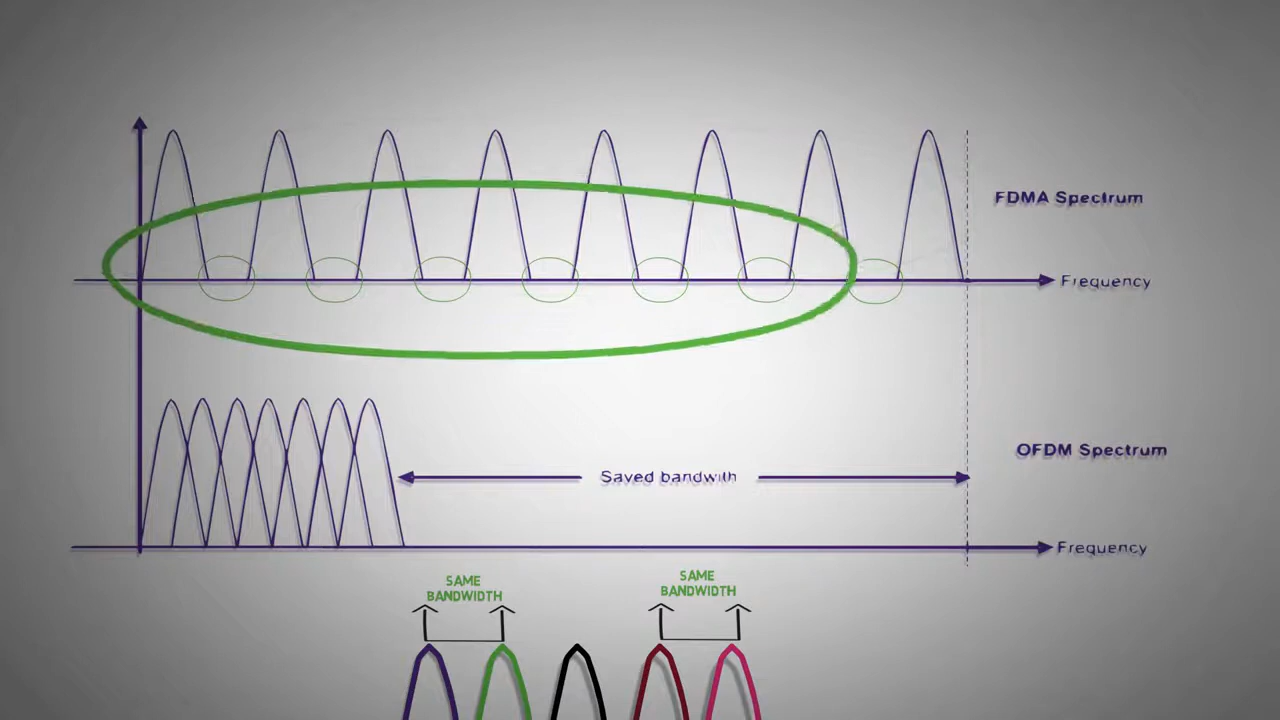 FDMA Spectrum
Frequency
OFDM Spectrum
Saved bandwith
Frequency
SAME
BANDWIDTH
SAME
BANDWIDTH